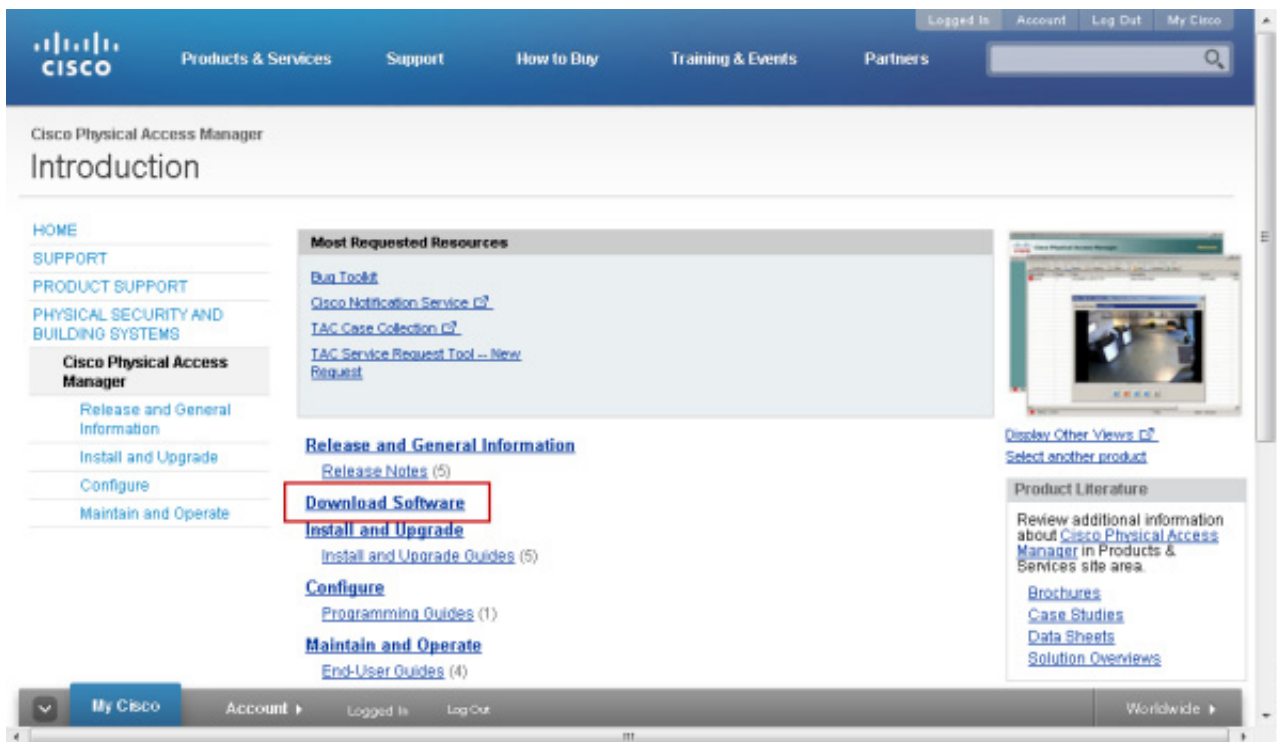 Logged In Account Log Out My Cisco
CISCO
Products & Services Support How to Buy Training & Events Partners
Cisco Physical Access Manager
Introduction
HOME
SUPPORT
PRODUCT SUPPORT
PHYSICAL SECURITY AND
BUILDING SYSTEMS
Cisco Physical Access
Manager
Release and General
Information
Install and Upgrade
Configure
Maintain and Operate
Most Requested Resources
Bug Toolkit
Cisco Notification Service
TAC Case Collection
TAC Service Request Tool -- New
Request
Release and General Information
Release Notes (5)
Download Software
Install and Upgrade
Install and Upgrade Guides (5)
Configure
Programming Guides (1)
Maintain and Operate
End-User Guides (4)
Display Other Views
Select another product
Product Literature
Review additional information
about Cisco Physical Access
Manager in Products &
Services site area.
Brochures
Case Studies
Data Sheets
Solution Overviews
My Cisco Account Logged In Log Out Worldwide